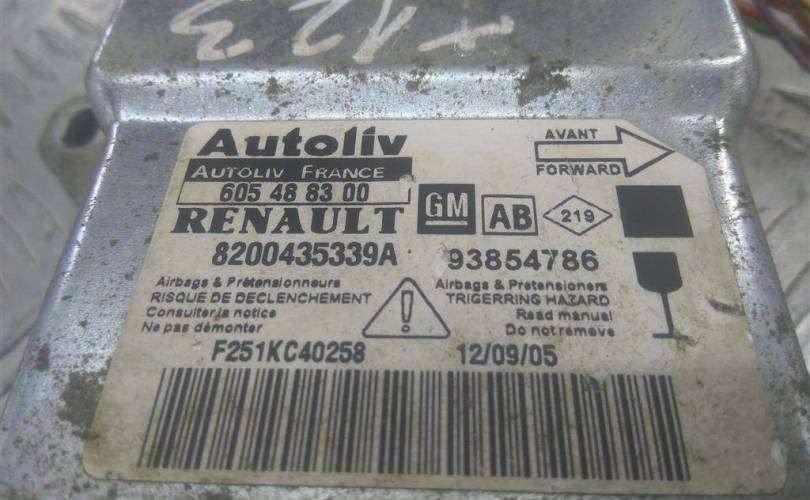 +123
Autoliv
AUTOLIV FRANCE
605 48 83 00
RENAULT
GM
AB
219
AVANT
FORWARD
8200435339A
93854786
Airbags & Prétensionneurs
RISQUE DE DECLENCHEMENT
Consulter la notice
Ne pas démonter
Airbags & Pretensioners
TRIGERRING HAZARD
Read manual
Do not remove
F251KC40258
12/09/05